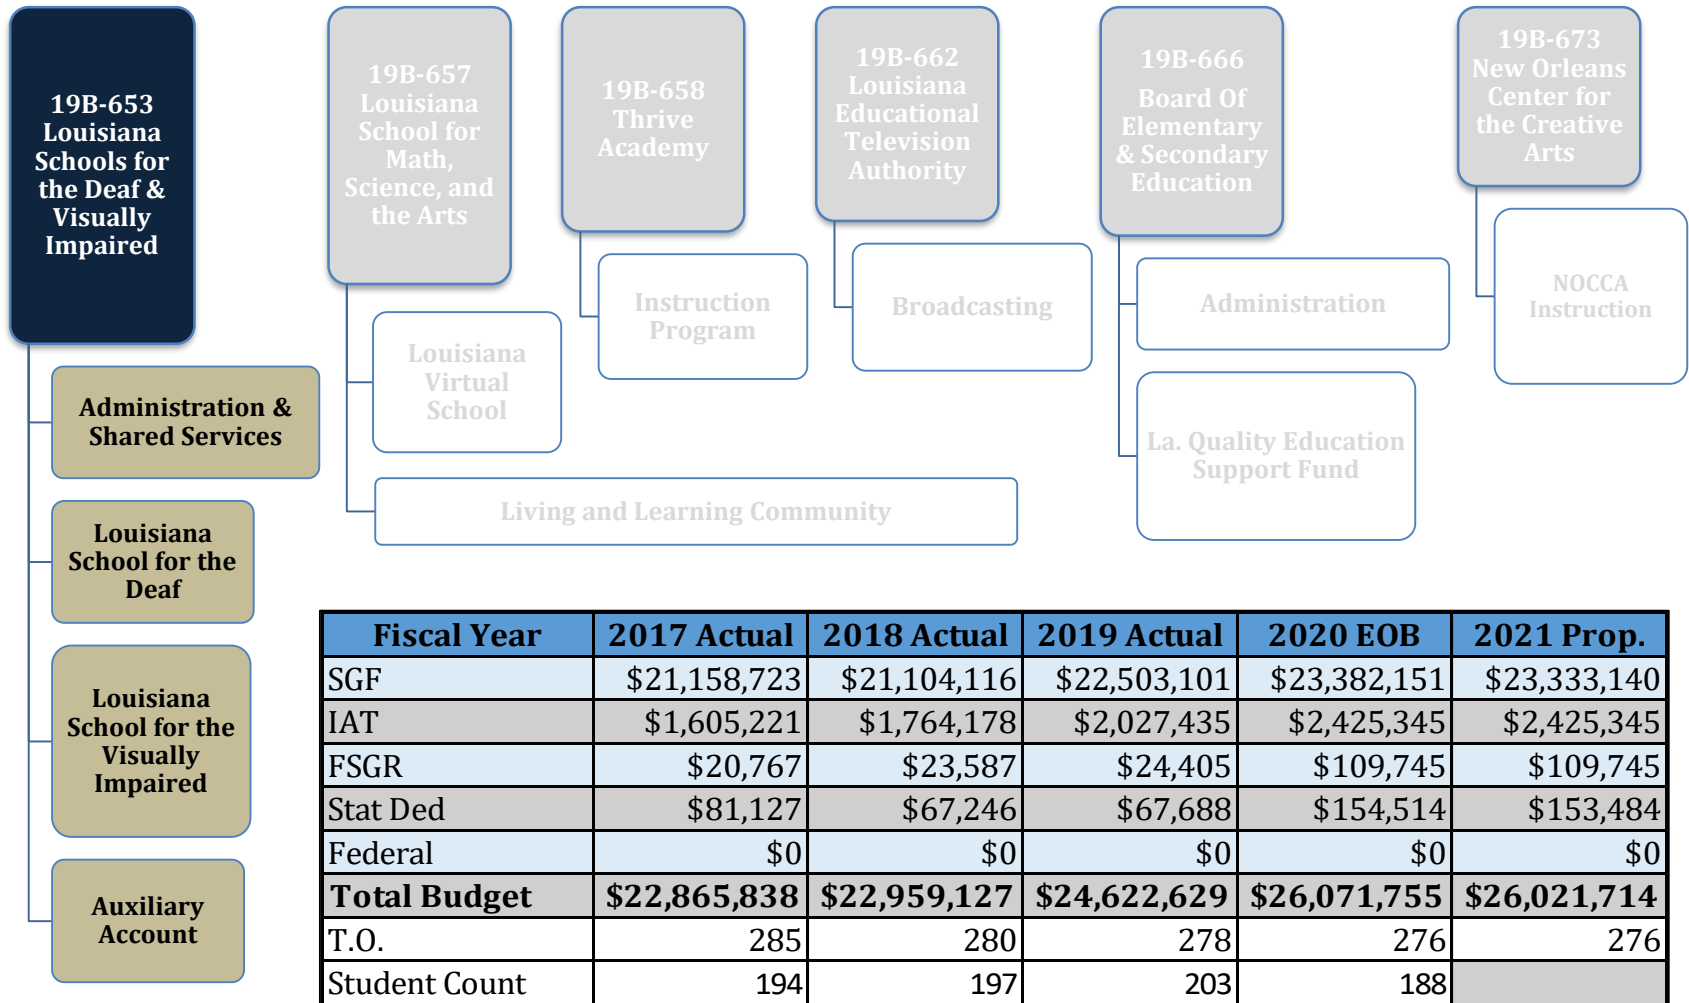 19B-653
Louisiana
Schools for
the Deaf &
Visually
Impaired
Administration &
Shared Services
Louisiana
School for the
Deaf
Louisiana
School for the
Visually
Impaired
Auxiliary
Account
19B-657
Louisiana
School for
Math,
Science, and
the Arts
Louisiana
Virtual
School
Living and Learning Community
19B-658
Thrive
Academy
Instruction
Program
19B-662
Louisiana
Educational
Television
Authority
Broadcasting
19B-666
Board Of
Elementary
& Secondary
Education
Administration
La. Quality Education
Support Fund
19B-673
New Orleans
Center for
the Creative
Arts
NOCCA
Instruction
Fiscal Year 2017 Actual 2018 Actual 2019 Actual 2020 EOB 2021 Prop.
SGF $21,158,723 $21,104,116 $22,503,101 $23,382,151 $23,333,140
IAT $1,605,221 $1,764,178 $2,027,435 $2,425,345 $2,425,345
FSGR $20,767 $23,587 $24,405 $109,745 $109,745
Stat Ded $81,127 $67,246 $67,688 $154,514 $153,484
Federal $0 $0 $0 $0 $0
Total Budget $22,865,838 $22,959,127 $24,622,629 $26,071,755 $26,021,714
T.O. 285 280 278 276 276
Student Count 194 197 203 188